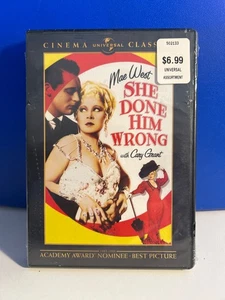 CINEMA UNIVERSAL CLASS
$6.99
UNIVERSAL
ASSORTMENT
Mae West
SHE
DONE HIM
WRONG
with Cary Grant
ACADEMY AWARD NOMINEE - BEST PICTURE